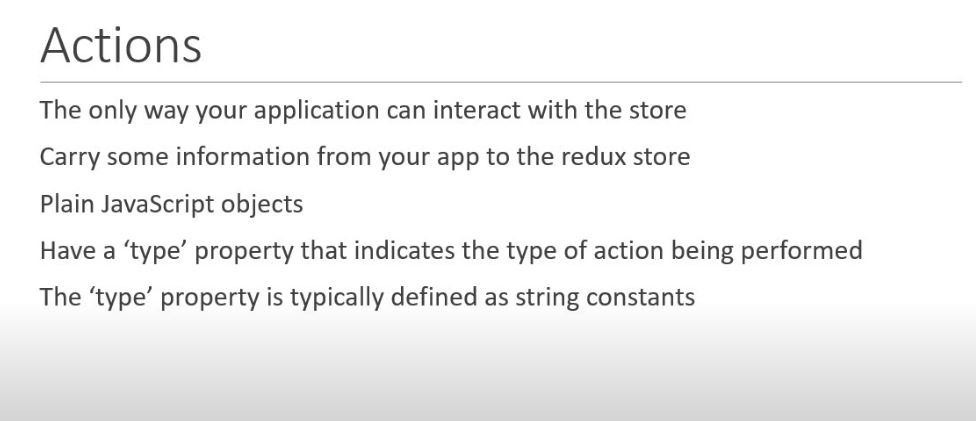 Actions
The only way your application can interact with the store
Carry some information from your app to the redux store
Plain JavaScript objects
Have a ‘type’ property that indicates the type of action being performed
The ‘type’ property is typically defined as string constants